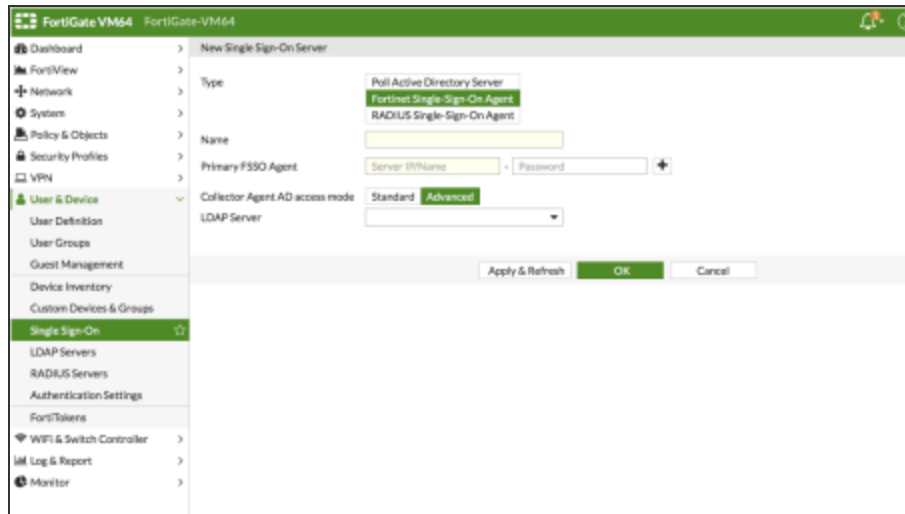 FortiGate VM64 FortiGate-VM64
Dashboard
FortiView
Network
System
Policy & Objects
Security Profiles
VPN
User & Device
User Definition
User Groups
Guest Management
Device Inventory
Custom Devices & Groups
Single Sign-On
LDAP Servers
RADIUS Servers
Authentication Settings
FortiTokens
WiFi & Switch Controller
Log & Report
Monitor
New Single Sign-On Server
Type
Poll Active Directory Server
Fortinet Single-Sign-On Agent
RADIUS Single-Sign-On Agent
Name
Primary FSSO Agent Server IP/Name - Password
Collector Agent AD access mode Standard Advanced
LDAP Server
Apply & Refresh OK Cancel